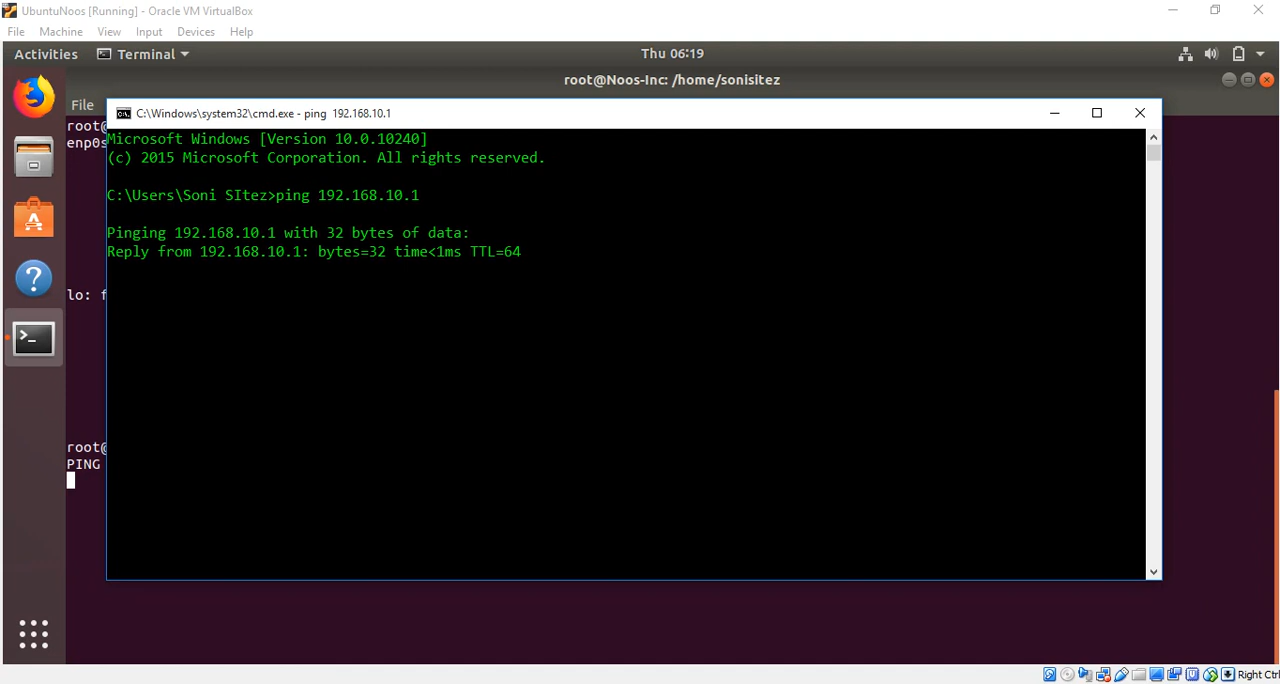 UbuntuNoos [Running] - Oracle VM VirtualBox
File Machine View Input Devices Help
Activities Terminal Thu 06:19
root@Noos-Inc: /home/sonisitez
File
C:\Windows\system32\cmd.exe - ping 192.168.10.1
root@
enp0s
Microsoft Windows [Version 10.0.10240]
(c) 2015 Microsoft Corporation. All rights reserved.
C:\Users\Soni SItez>ping 192.168.10.1
Pinging 192.168.10.1 with 32 bytes of data:
Reply from 192.168.10.1: bytes=32 time<1ms TTL=64
lo: f
root@
PING
Right Ctrl